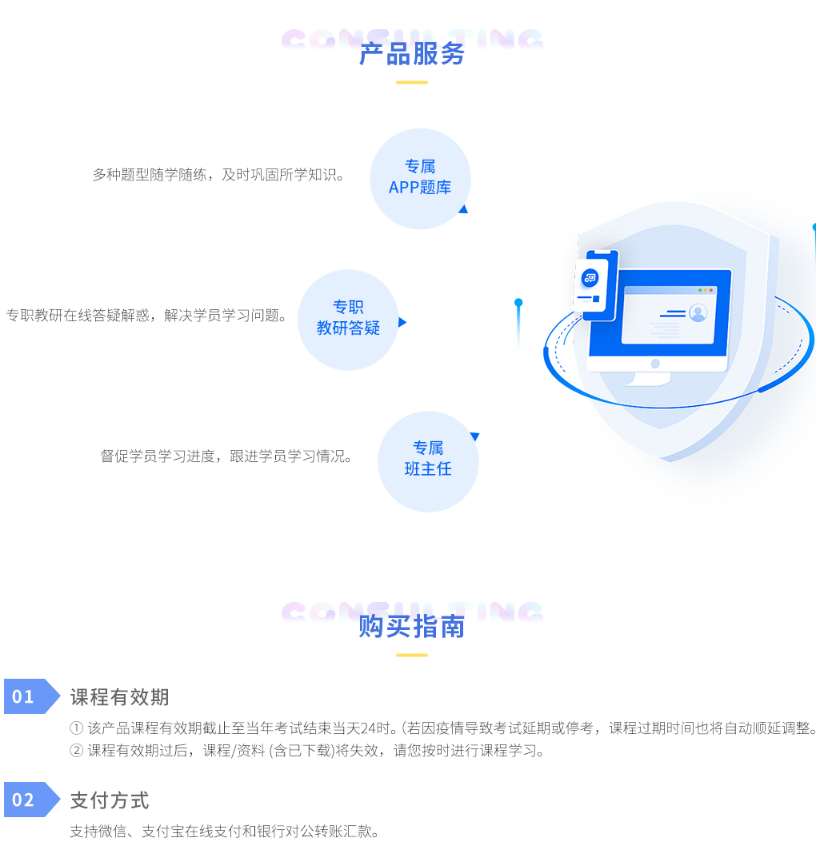 CONSULTING
产品服务
多种题型随学随练，及时巩固所学知识。
专属
APP题库
专职教研在线答疑解惑，解决学员学习问题。
专职
教研答疑
督促学员学习进度，跟进学员学习情况。
专属
班主任
CONSULTING
购买指南
01 课程有效期
① 该产品课程有效期截止至当年考试结束当天24时。（若因疫情导致考试延期或停考，课程过期时间也将自动顺延调整。
② 课程有效期过后，课程/资料 (含已下载)将失效，请您按时进行课程学习。
02 支付方式
支持微信、支付宝在线支付和银行对公转账汇款。